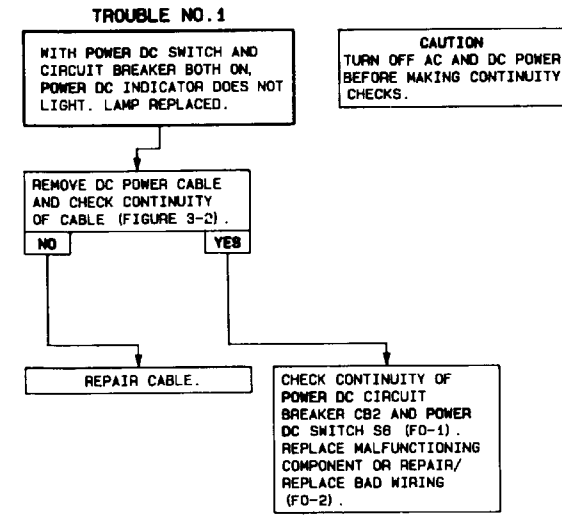 TROUBLE NO.1
WITH POWER DC SWITCH AND
CIRCUIT BREAKER BOTH ON,
POWER DC INDICATOR DOES NOT
LIGHT. LAMP REPLACED.
CAUTION
TURN OFF AC AND DC POWER
BEFORE MAKING CONTINUITY
CHECKS.
REMOVE DC POWER CABLE
AND CHECK CONTINUITY
OF CABLE (FIGURE 3-2).
NO
YES
REPAIR CABLE.
CHECK CONTINUITY OF
POWER DC CIRCUIT
BREAKER CB2 AND POWER
DC SWITCH S6 (FO-1).
REPLACE MALFUNCTIONING
COMPONENT OR REPAIR/
REPLACE BAD WIRING
(FO-2).